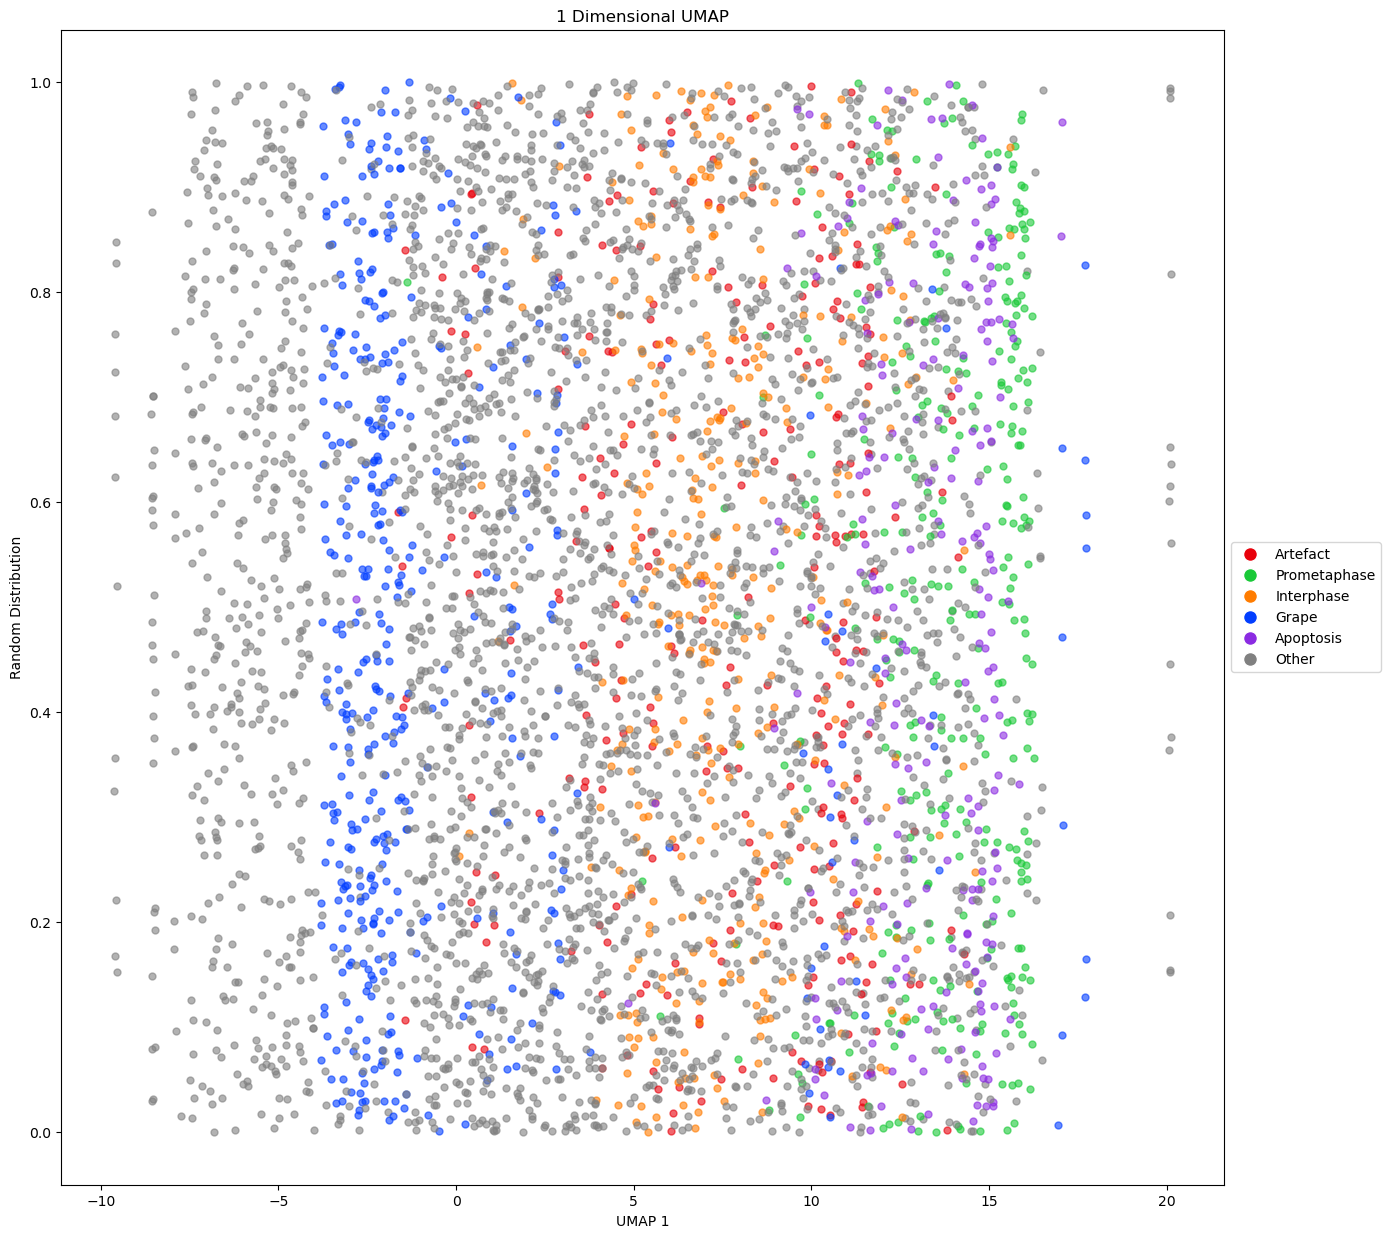 1 Dimensional UMAP
1.0
0.8
0.6
0.4
0.2
0.0
Random Distribution
−10
−5
0
5
10
15
20
UMAP 1
Artefact
Prometaphase
Interphase
Grape
Apoptosis
Other